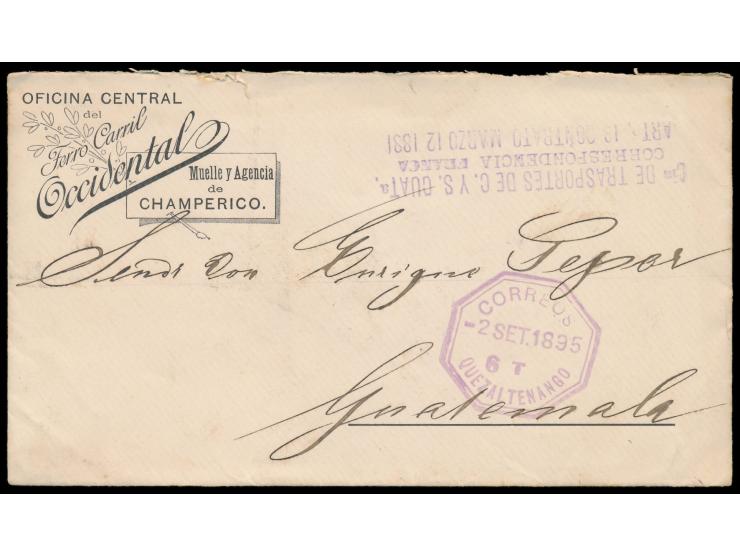 OFICINA CENTRAL
del
Ferro Carril
Occidental
Muelle y Agencia
de
CHAMPERICO.
Cia DE TRASPORTES DE C. Y S. GUATa.
CORRESPONDENCIA FRANCA
ART. 13 CONTRATO MARZO 12 1881
Señor Don Enrique
CORREOS
-2 SET. 1895
6 T
QUEZALTENANGO
Guatemala